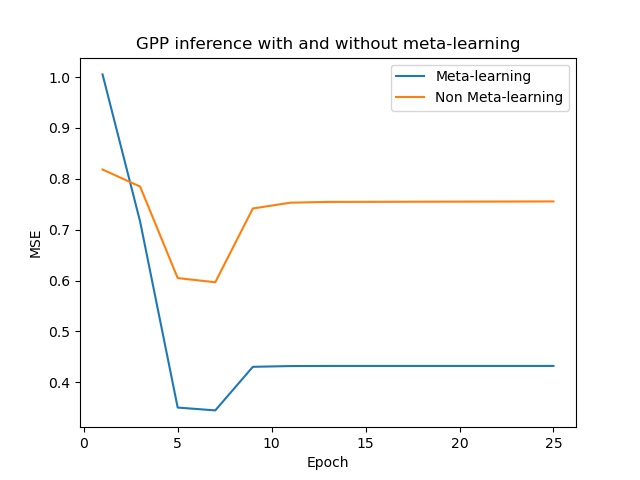 GPP inference with and without meta-learning
Meta-learning
Non Meta-learning
MSE
1.0
0.9
0.8
0.7
0.6
0.5
0.4
0 5 10 15 20 25
Epoch